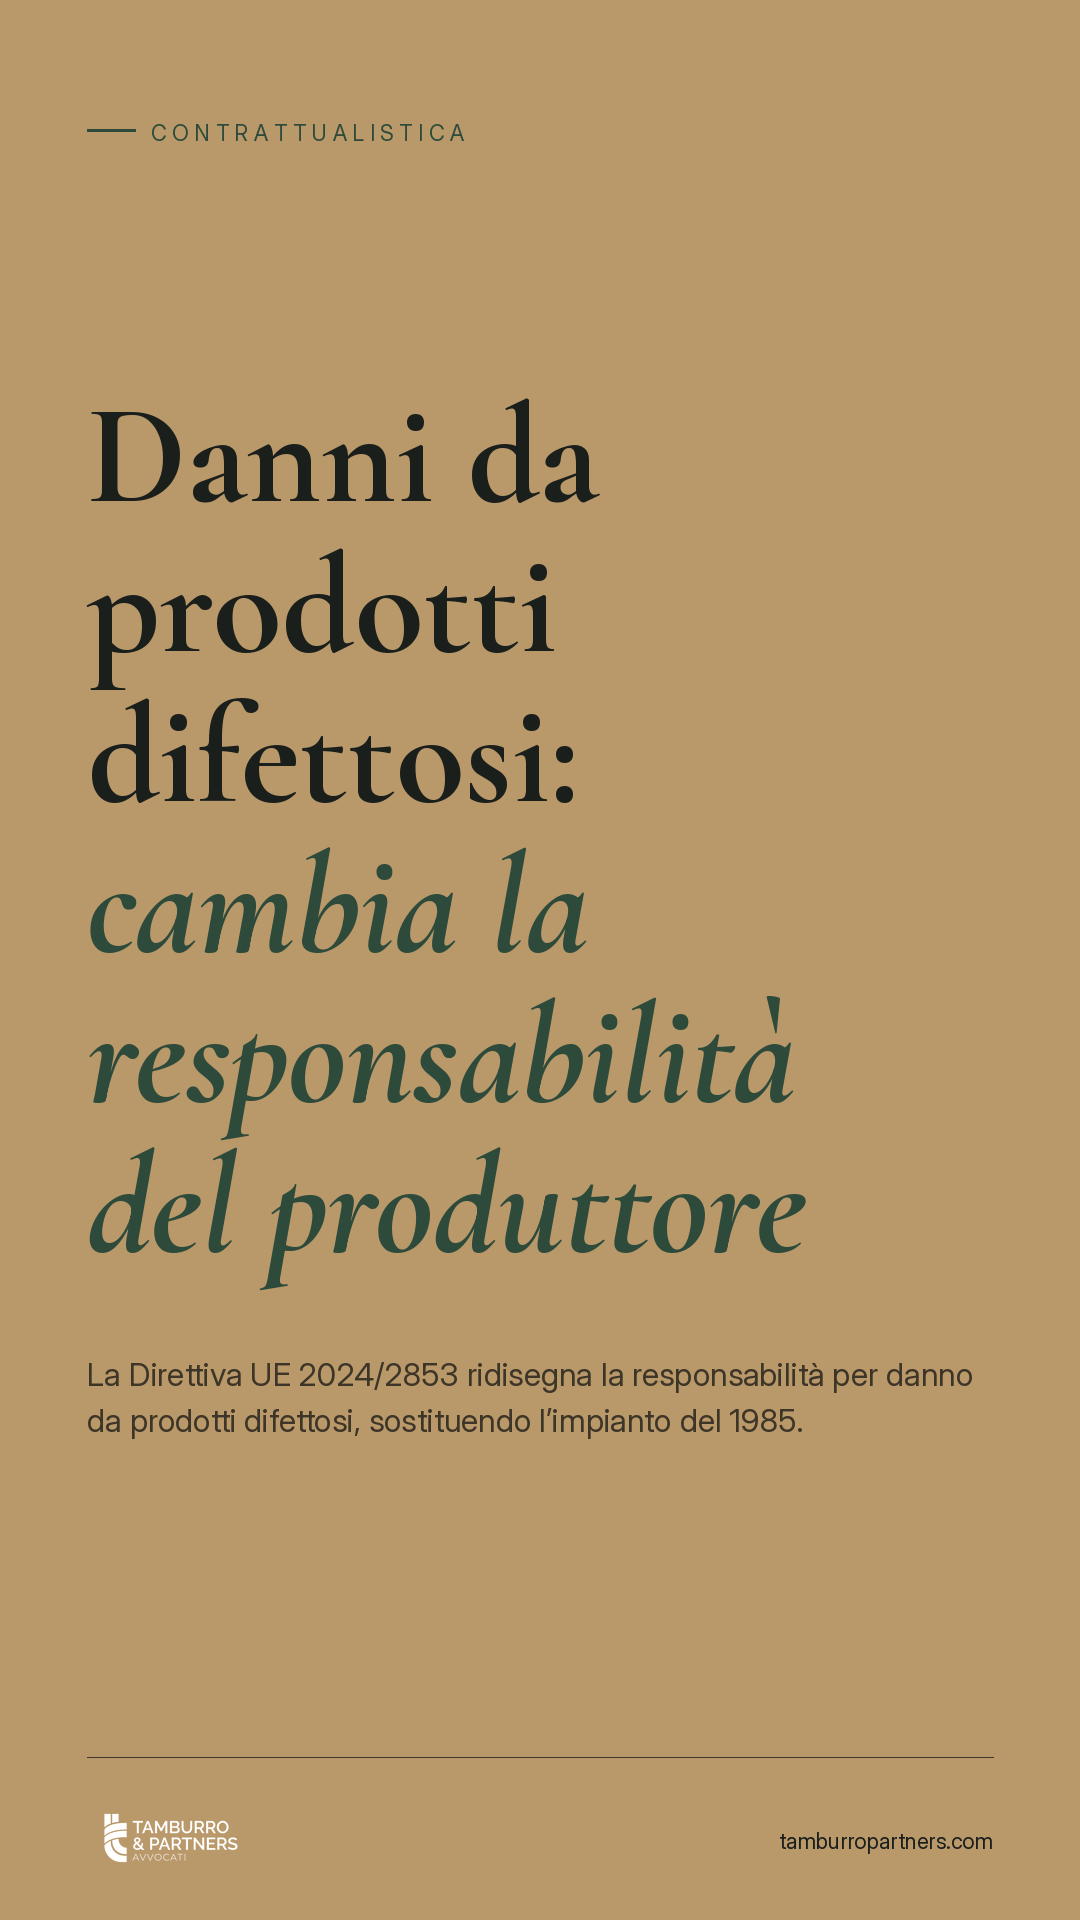 CONTRATTUALISTICA
Danni da
prodotti
difettosi:
cambia la
responsabilità
del produttore
La Direttiva UE 2024/2853 ridisegna la responsabilità per danno
da prodotti difettosi, sostituendo l’impianto del 1985.
TAMBURRO
& PARTNERS
AVVOCATI
tamburropartners.com